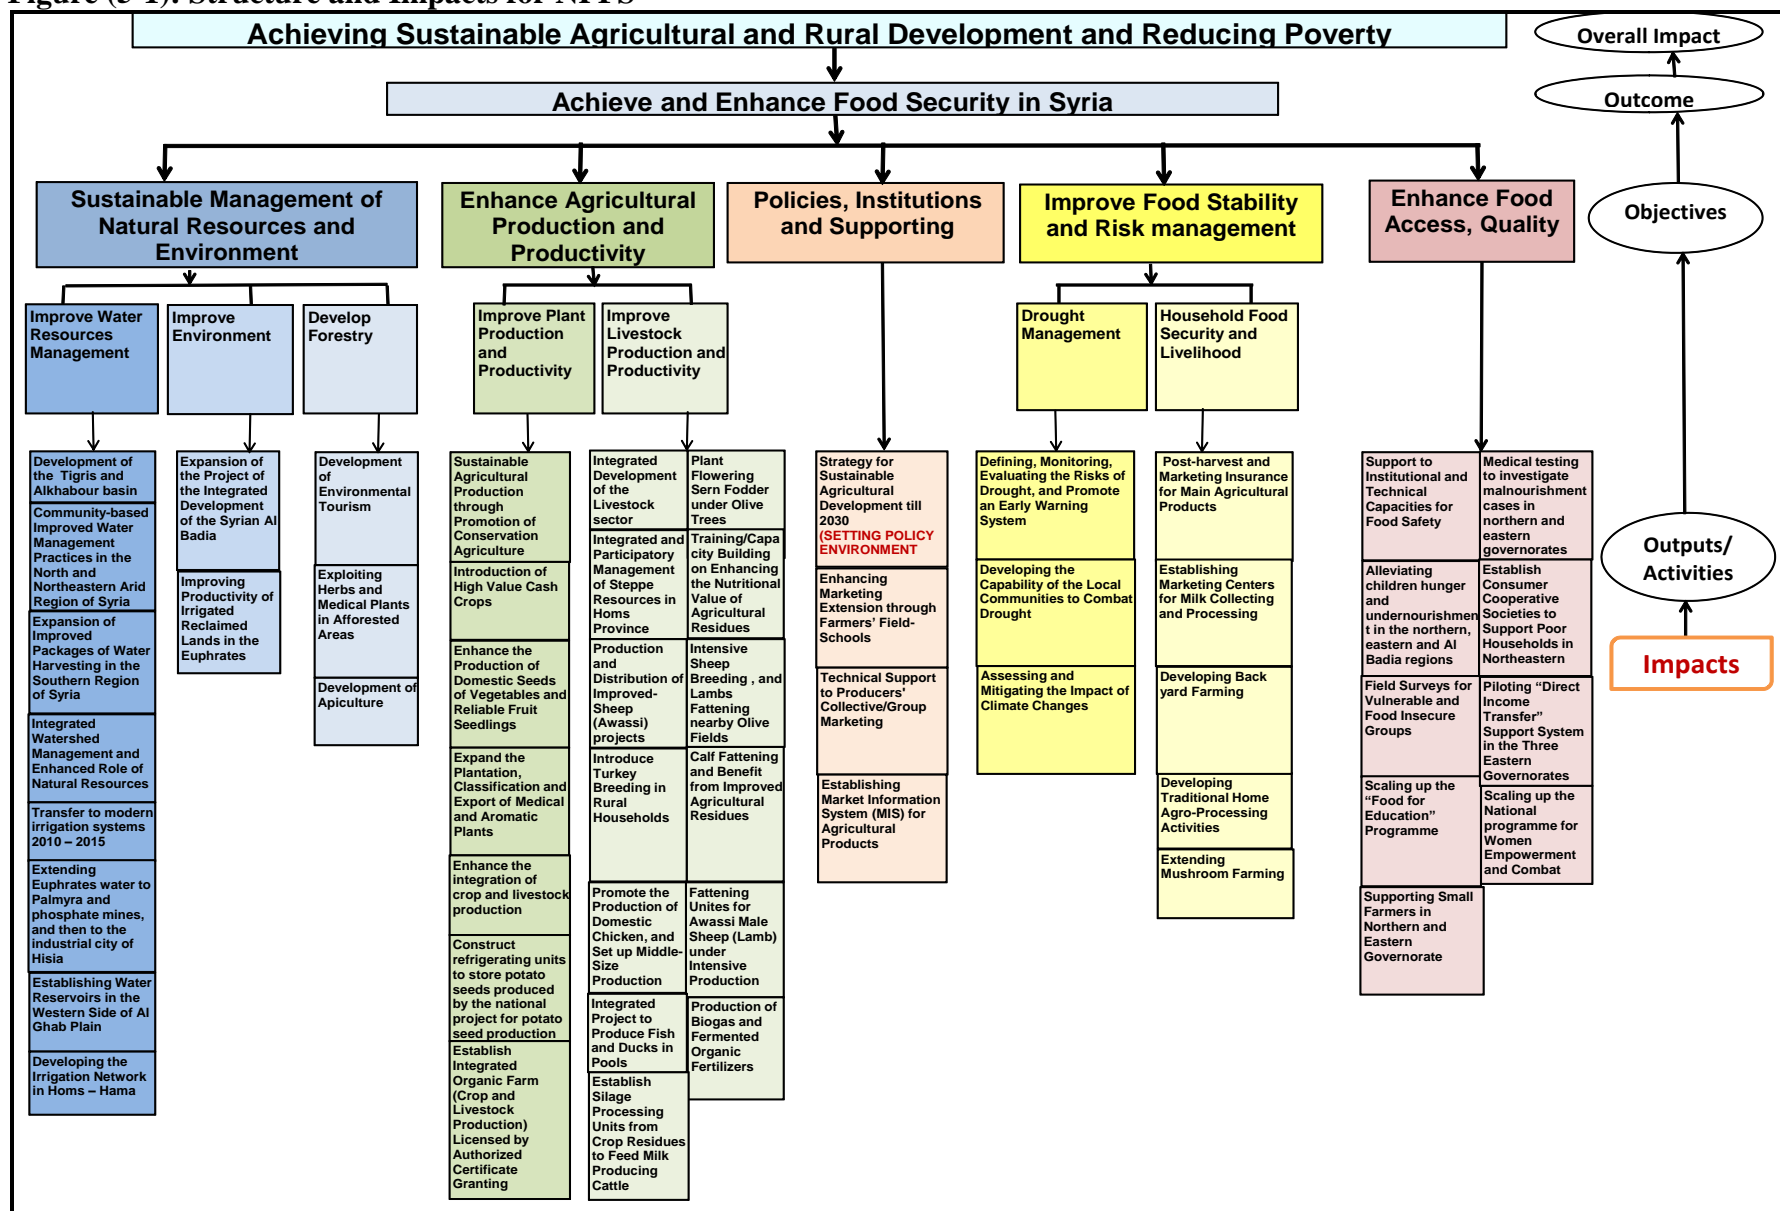 Achieving Sustainable Agricultural and Rural Development and Reducing Poverty
Overall Impact
Achieve and Enhance Food Security in Syria
Outcome
Sustainable Management of
Natural Resources and
Environment
Enhance Agricultural
Production and
Productivity
Policies, Institutions
and Supporting
Improve Food Stability
and Risk management
Enhance Food
Access, Quality
Objectives
Improve Water
Resources
Management
Improve
Environment
Develop
Forestry
Improve Plant
Production
and
Productivity
Improve
Livestock
Production and
Productivity
Drought
Management
Household Food
Security and
Livelihood
Development of
the Tigris and
Alkhabour basin
Community-based
Improved Water
Management
Practices in the
North and
Northeastern Arid
Region of Syria
Expansion of
Improved
Packages of Water
Harvesting in the
Southern Region
of Syria
Integrated
Watershed
Management and
Enhanced Role of
Natural Resources
Transfer to modern
irrigation systems
2010 – 2015
Extending
Euphrates water to
Palmyra and
phosphate mines,
and then to the
industrial city of
Hisia
Establishing Water
Reservoirs in the
Western Side of Al
Ghab Plain
Developing the
Irrigation Network
in Homs – Hama
Expansion of
the Project of
the Integrated
Development
of the Syrian Al
Badia
Improving
Productivity of
Irrigated
Reclaimed
Lands in the
Euphrates
Development
of
Environmental
Tourism
Exploiting
Herbs and
Medical Plants
in Afforested
Areas
Development of
Apiculture
Sustainable
Agricultural
Production
through
Promotion of
Conservation
Agriculture
Introduction of
High Value Cash
Crops
Enhance the
Production of
Domestic Seeds
of Vegetables and
Reliable Fruit
Seedlings
Expand the
Plantation,
Classification and
Export of Medical
and Aromatic
Plants
Enhance the
integration of
crop and livestock
production
Construct
refrigerating units
to store potato
seeds produced
by the national
project for potato
seed production
Establish
Integrated
Organic Farm
(Crop and
Livestock
Production)
Licensed by
Authorized
Certificate
Granting
Integrated
Development
of the
Livestock
sector
Integrated and
Participatory
Management
of Steppe
Resources in
Homs
Province
Production
and
Distribution of
Improved-
Sheep
(Awassi)
projects
Introduce
Turkey
Breeding in
Rural
Households
Promote the
Production of
Domestic
Chicken, and
Set up Middle-
Size
Production
Integrated
Project to
Produce Fish
and Ducks in
Pools
Establish
Silage
Processing
Units from
Crop Residues
to Feed Milk
Producing
Cattle
Plant
Flowering
Sern Fodder
under Olive
Trees
Training/Capa
city Building
on Enhancing
the Nutritional
Value of
Agricultural
Residues
Intensive
Sheep
Breeding , and
Lambs
Fattening
nearby Olive
Fields
Calf Fattening
and Benefit
from Improved
Agricultural
Residues
Fattening
Unites for
Awassi Male
Sheep (Lamb)
under
Intensive
Production
Production of
Biogas and
Fermented
Organic
Fertilizers
Strategy for
Sustainable
Agricultural
Development till
2030
(SETTING POLICY
ENVIRONMENT
Enhancing
Marketing
Extension through
Farmers' Field-
Schools
Technical Support
to Producers'
Collective/Group
Marketing
Establishing
Market Information
System (MIS) for
Agricultural
Products
Defining, Monitoring,
Evaluating the Risks of
Drought, and Promote
an Early Warning
System
Developing the
Capability of the Local
Communities to Combat
Drought
Assessing and
Mitigating the Impact of
Climate Changes
Post-harvest and
Marketing Insurance
for Main Agricultural
Products
Establishing
Marketing Centers
for Milk Collecting
and Processing
Developing Back
yard Farming
Developing
Traditional Home
Agro-Processing
Activities
Extending
Mushroom Farming
Support to
Institutional and
Technical
Capacities for
Food Safety
Alleviating
children hunger
and
undernourishmen
t in the northern,
eastern and Al
Badia regions
Field Surveys for
Vulnerable and
Food Insecure
Groups
Scaling up the
“Food for
Education”
Programme
Supporting Small
Farmers in
Northern and
Eastern
Governorate
Medical testing
to investigate
malnourishment
cases in
northern and
eastern
governorates
Establish
Consumer
Cooperative
Societies to
Support Poor
Households in
Northeastern
Piloting “Direct
Income
Transfer”
Support System
in the Three
Eastern
Governorates
Scaling up the
National
programme for
Women
Empowerment
and Combat
Outputs/
Activities
Impacts